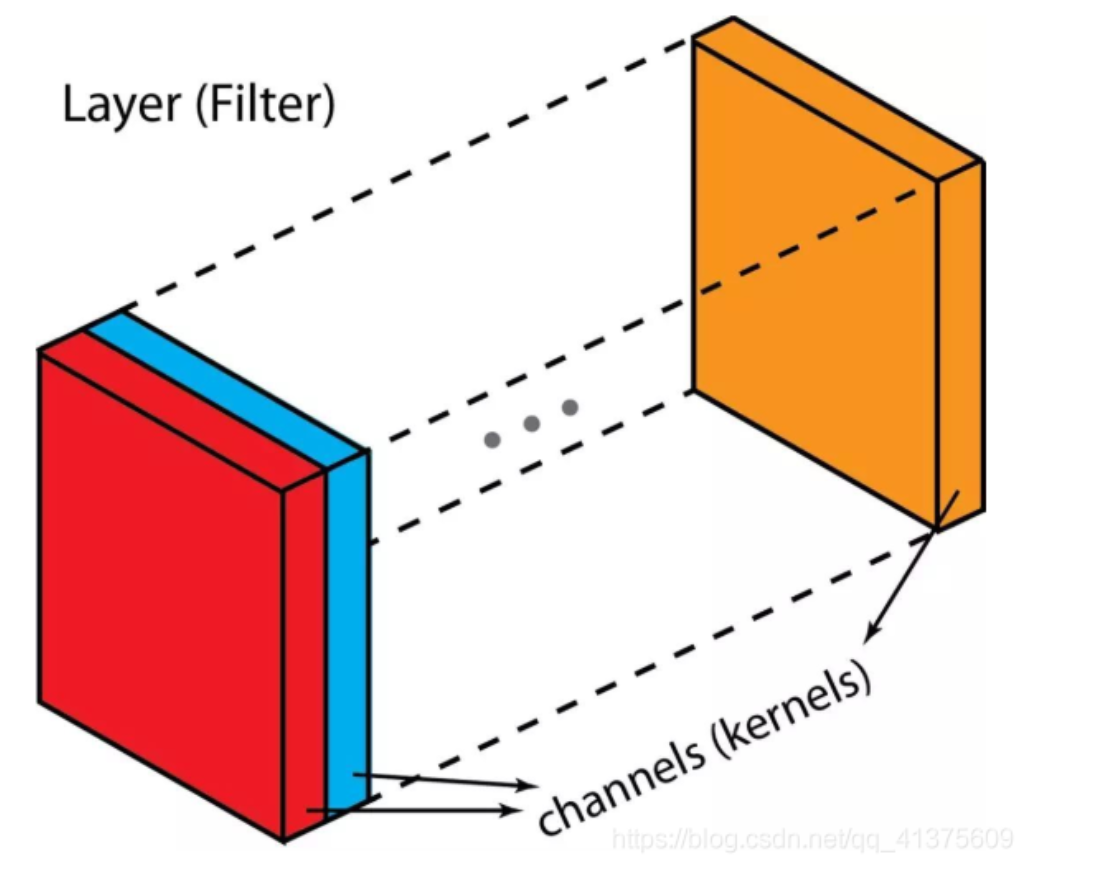 Layer (Filter)
channels (kernels)
https://blog.csdn.net/qq_41375609